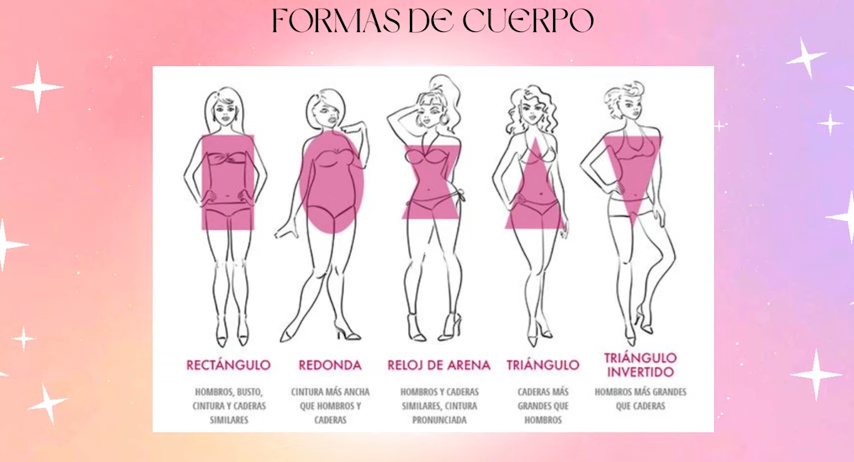 FORMAS DE CUERPO
RECTÁNGULO
HOMBROS, BUSTO,
CINTURA Y CADERAS
SIMILARES
REDONDA
CINTURA MÁS ANCHA
QUE HOMBROS Y
CADERAS
RELOJ DE ARENA
HOMBROS Y CADERAS
SIMILARES, CINTURA
PRONUNCIADA
TRIÁNGULO
CADERAS MÁS
GRANDES QUE
HOMBROS
TRIÁNGULO
INVERTIDO
HOMBROS MÁS GRANDES
QUE CADERAS